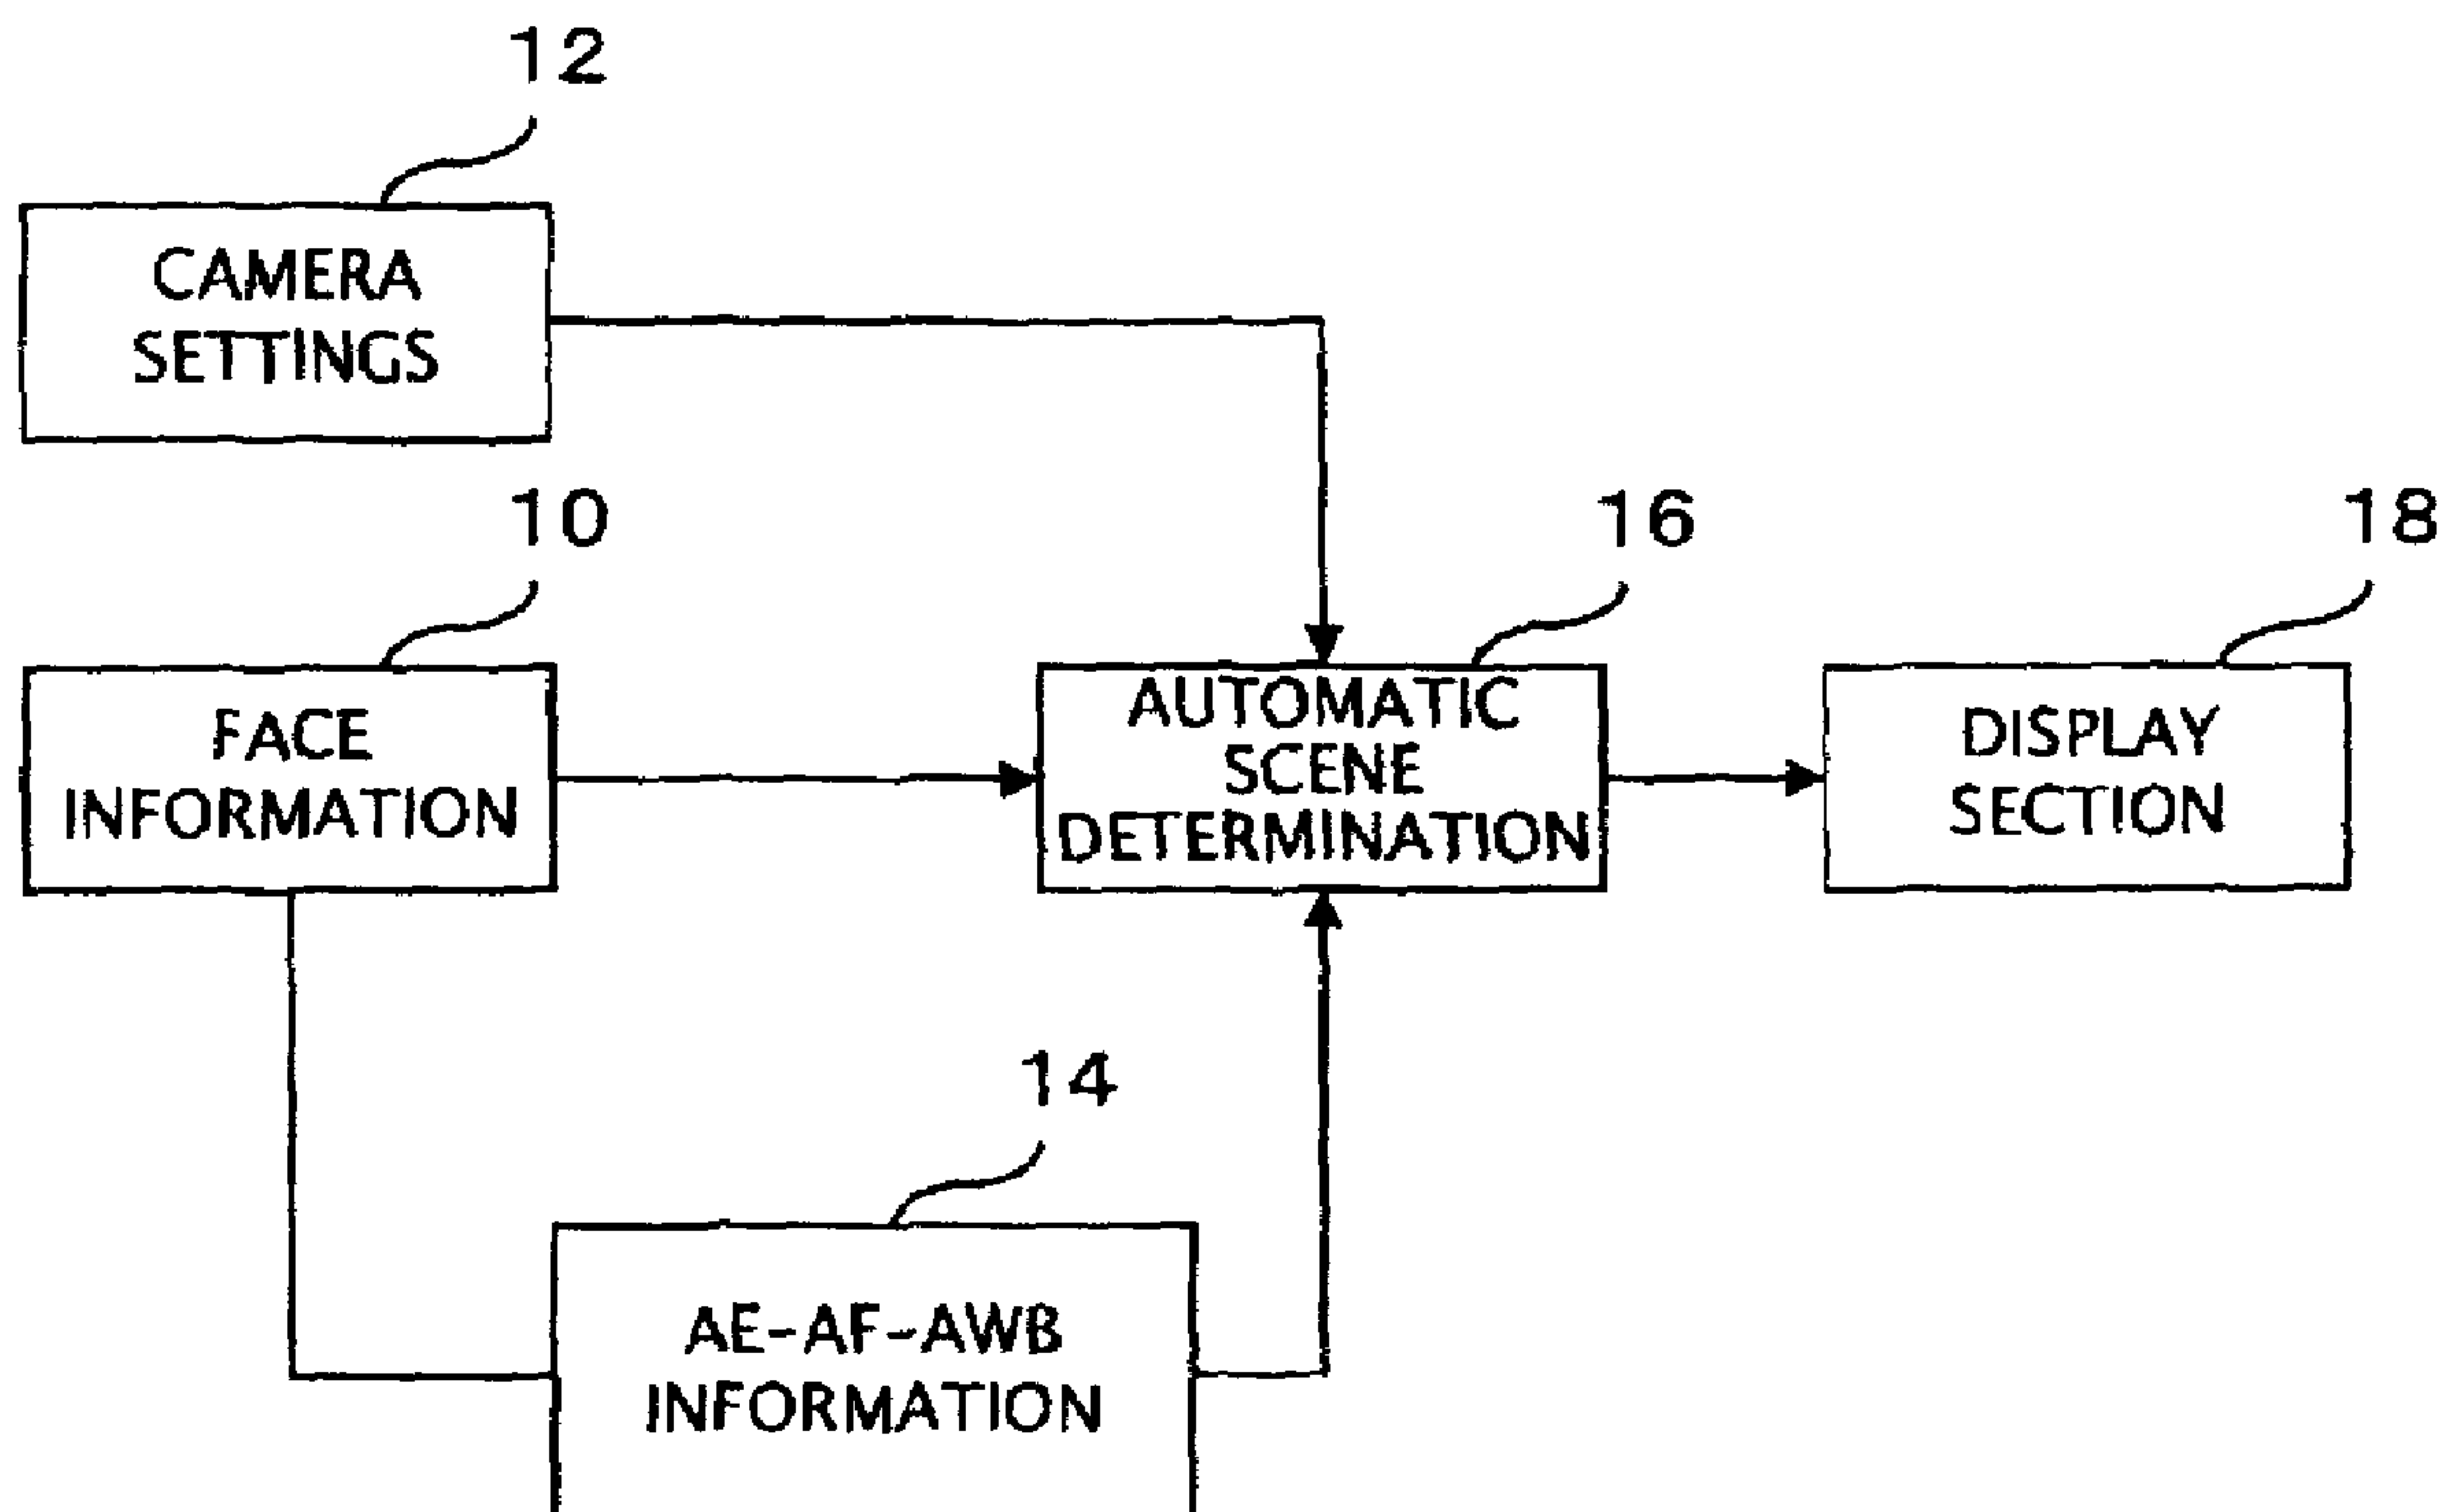 12
CAMERA
SETTINGS
10
16
18
FACE
INFORMATION
AUTOMATIC
SCENE
DETERMINATION
DISPLAY
SECTION
14
AE-AF-AWB
INFORMATION